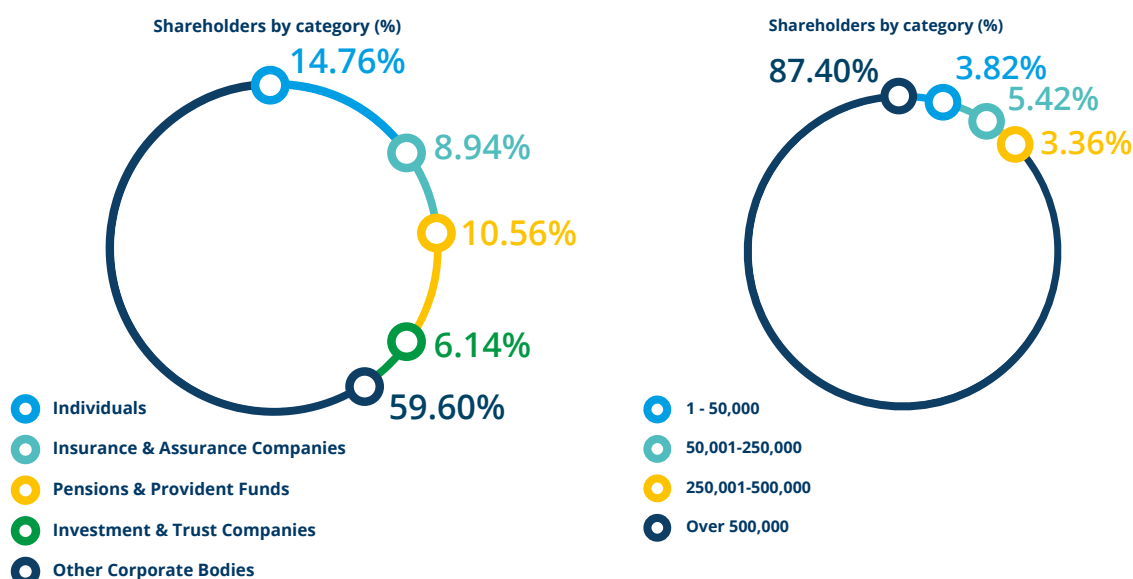 Shareholders by category (%)
14.76%
8.94%
10.56%
6.14%
59.60%
Individuals
Insurance & Assurance Companies
Pensions & Provident Funds
Investment & Trust Companies
Other Corporate Bodies
Shareholders by category (%)
87.40%
3.82%
5.42%
3.36%
1 - 50,000
50,001-250,000
250,001-500,000
Over 500,000